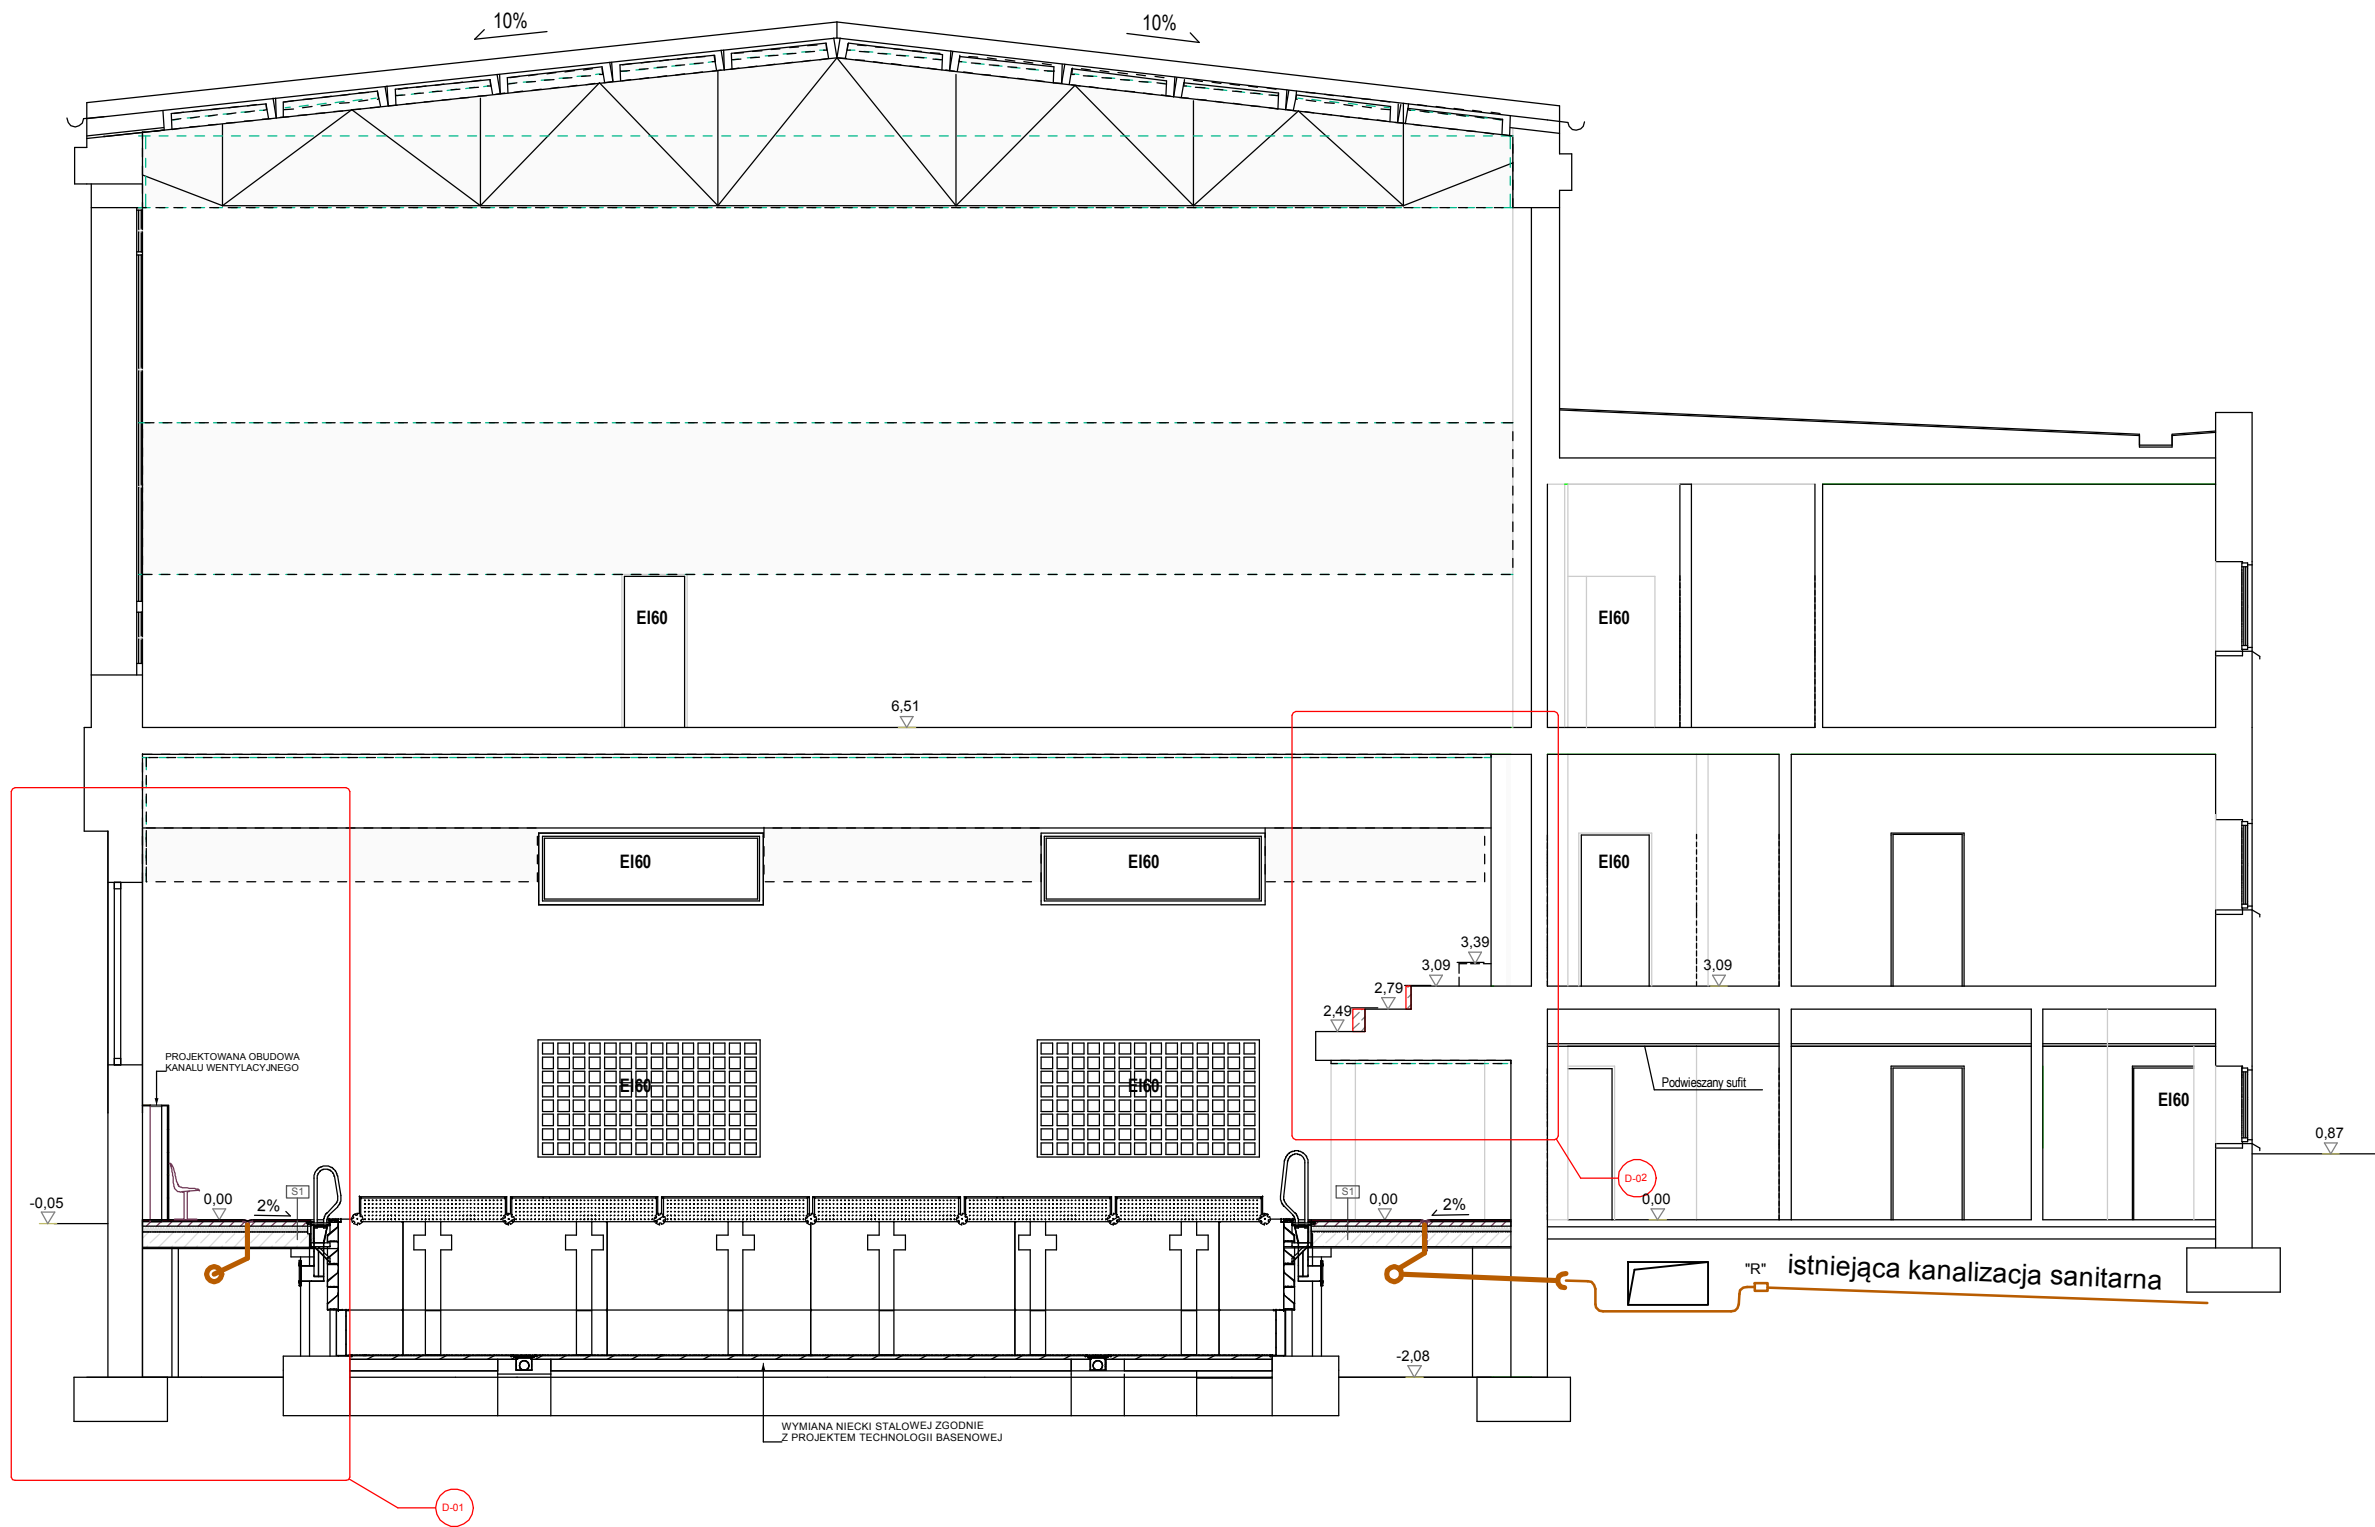 10%
10%
EI60
EI60
6,51
EI60
EI60
EI60
3,39
3,09
3,09
2,79
2,49
PROJEKTOWANA OBUDOWA
KANALU WENTYLACYJNEGO
EI60
EI60
Podwieszany sufit
EI60
0,87
D-02
-0,05
0,00
2%
S1
S1
0,00
2%
0,00
"R"
istniejąca kanalizacja sanitarna
-2,08
WYMIANA NIECKI STALOWEJ ZGODNIE
Z PROJEKTEM TECHNOLOGII BASENOWEJ
D-01